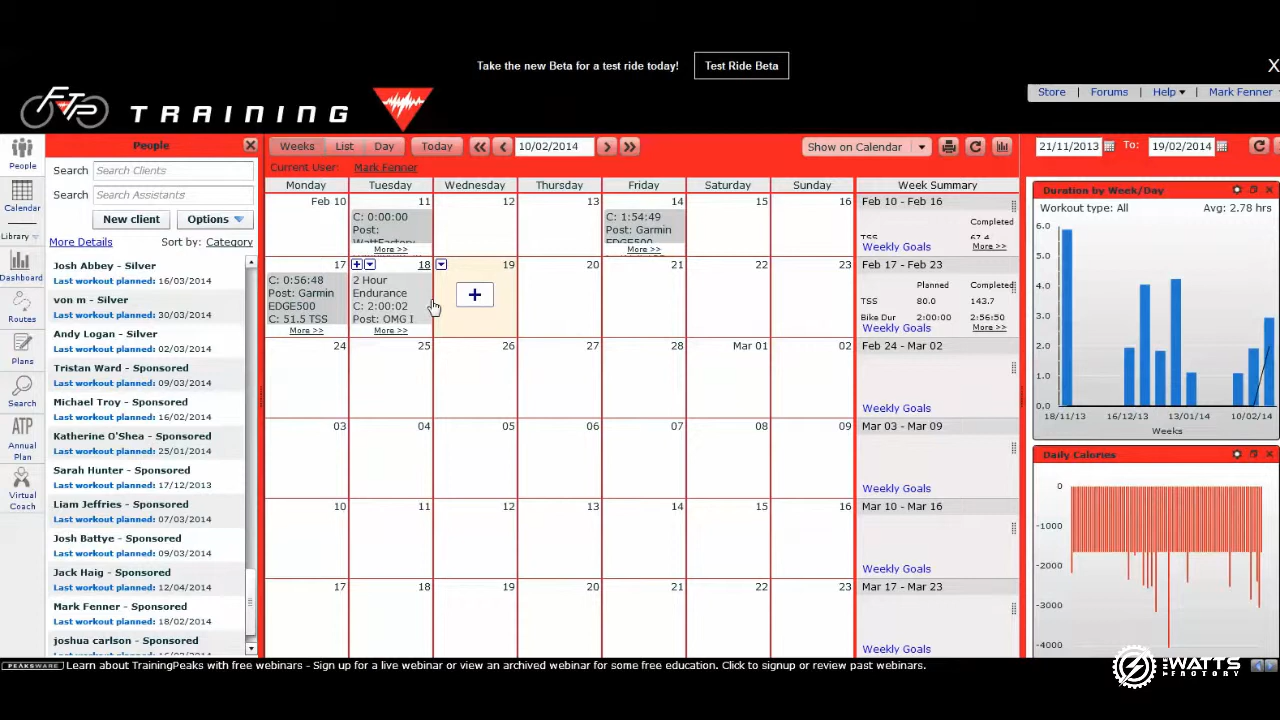 Take the new Beta for a test ride today! Test Ride Beta X
FTP TRAINING
Store | Forums | Help | Mark Fenner
People
Calendar
Library
Dashboard
Routes
Plans
Search
ATP
Annual
Plan
Virtual
Coach
People
Search Search Clients
Search Search Assistants
New client Options
More Details Sort by: Category
Josh Abbey - Silver
Last workout planned: 16/03/2014
von m - Silver
Last workout planned: 30/03/2014
Andy Logan - Silver
Last workout planned: 02/03/2014
Tristan Ward - Sponsored
Last workout planned: 09/03/2014
Michael Troy - Sponsored
Last workout planned: 16/02/2014
Katherine O'Shea - Sponsored
Last workout planned: 25/01/2014
Sarah Hunter - Sponsored
Last workout planned: 17/12/2013
Liam Jeffries - Sponsored
Last workout planned: 07/03/2014
Josh Battye - Sponsored
Last workout planned: 09/03/2014
Jack Haig - Sponsored
Last workout planned: 12/04/2014
Mark Fenner - Sponsored
Last workout planned: 18/02/2014
joshua carlson - Sponsored
Weeks List Day Today 10/02/2014 Show on Calendar
Current User: Mark Fenner
Monday Tuesday Wednesday Thursday Friday Saturday Sunday Week Summary
Feb 10 11 12 13 14 15 16 Feb 10 - Feb 16
C: 0:00:00
Post:
WattFactory
More >>
C: 1:54:49
Post: Garmin
EDGE500
More >>
Completed
TSS 67.4
Weekly Goals More >>
17 18 19 20 21 22 23 Feb 17 - Feb 23
C: 0:56:48
Post: Garmin
EDGE500
C: 51.5 TSS
More >>
2 Hour
Endurance
C: 2:00:02
Post: OMG I
More >>
+
Planned Completed
TSS 80.0 143.7
Bike Dur 2:00:00 2:56:50
Weekly Goals More >>
24 25 26 27 28 Mar 01 02 Feb 24 - Mar 02
Weekly Goals
03 04 05 06 07 08 09 Mar 03 - Mar 09
Weekly Goals
10 11 12 13 14 15 16 Mar 10 - Mar 16
Weekly Goals
17 18 19 20 21 22 23 Mar 17 - Mar 23
Weekly Goals
21/11/2013 To: 19/02/2014
Duration by Week/Day
Workout type: All Avg: 2.78 hrs
6.0
5.0
4.0
3.0
2.0
1.0
0.0
18/11/13 16/12/13 13/01/14 10/02/14
Weeks
Daily Calories
0
-1000
-2000
-3000
-4000
PEAKSWARE Learn about TrainingPeaks with free webinars - Sign up for a live webinar or view an archived webinar for some free education. Click to signup or review past webinars.
THE WATTS
FACTORY